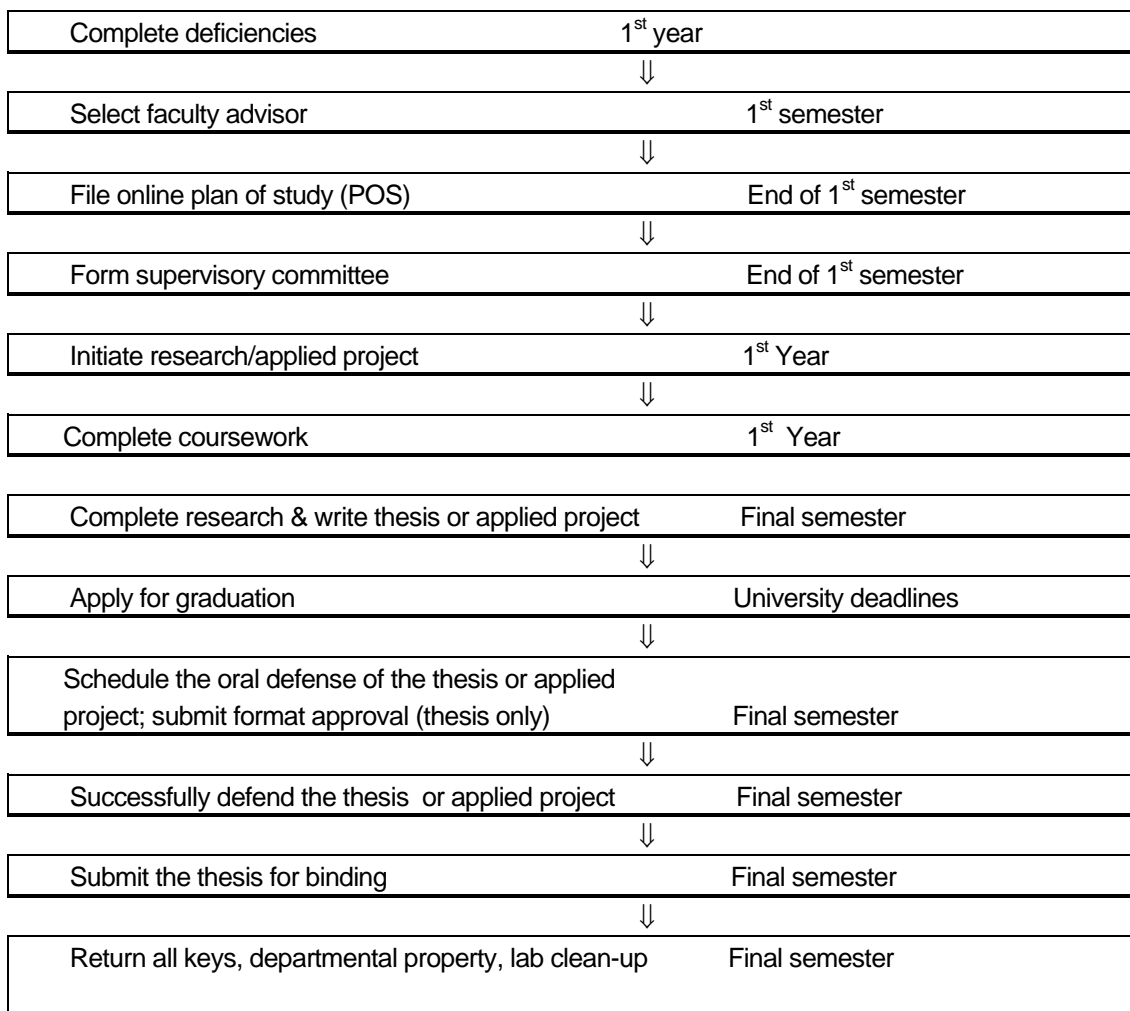 Complete deficiencies 1st year
⇓
Select faculty advisor 1st semester
⇓
File online plan of study (POS) End of 1st semester
⇓
Form supervisory committee End of 1st semester
⇓
Initiate research/applied project 1st Year
⇓
Complete coursework 1st Year
Complete research & write thesis or applied project Final semester
⇓
Apply for graduation University deadlines
⇓
Schedule the oral defense of the thesis or applied
project; submit format approval (thesis only) Final semester
⇓
Successfully defend the thesis or applied project Final semester
⇓
Submit the thesis for binding Final semester
⇓
Return all keys, departmental property, lab clean-up Final semester